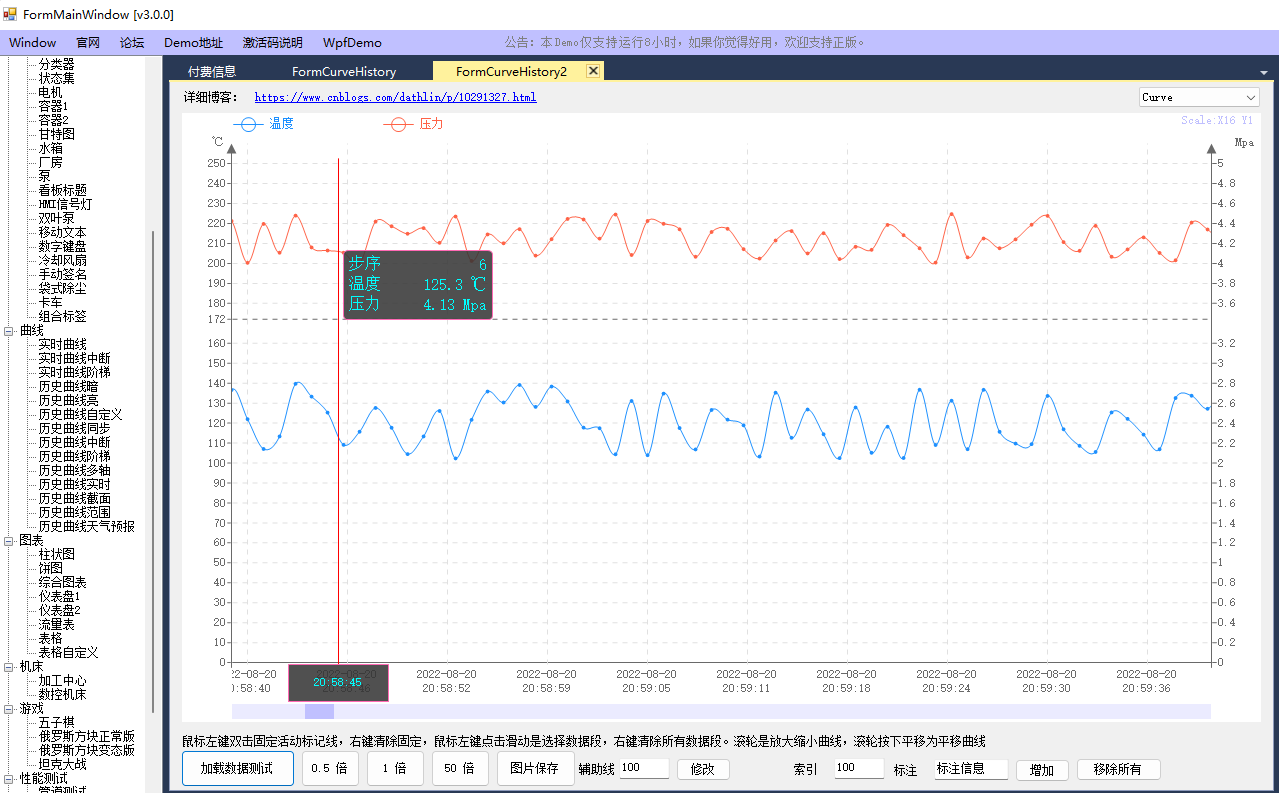 FormMainWindow [v3.0.0]
Window 官网 论坛 Demo地址 激活码说明 WpfDemo 公告：本Demo仅支持运行8小时，如果你觉得好用，欢迎支持正版。
分类器
状态集
电机
容器1
容器2
甘特图
水箱
厂房
泵
看板标题
HMI信号灯
双叶泵
移动文本
数字键盘
冷却风扇
手动签名
袋式除尘
卡车
组合标签
曲线
实时曲线
实时曲线中断
实时曲线阶梯
历史曲线暗
历史曲线亮
历史曲线自定义
历史曲线同步
历史曲线中断
历史曲线阶梯
历史曲线多轴
历史曲线实时
历史曲线截面
历史曲线范围
历史曲线天气预报
图表
柱状图
饼图
综合图表
仪表盘1
仪表盘2
流量表
表格
表格自定义
机床
加工中心
数控机床
游戏
五子棋
俄罗斯方块正常版
俄罗斯方块变态版
坦克大战
性能测试
管道测试
付费信息 FormCurveHistory FormCurveHistory2
详细博客： https://www.cnblogs.com/dathlin/p/10291327.html Curve
Scale:X16 Y1
温度 压力
℃ Mpa
250 5
240 4.8
230 4.6
220 4.4
210 4.2
200 4
190 3.8
180 3.6
172
160 3.2
150 3
140 2.8
130 2.6
120 2.4
110 2.2
100 2
90 1.8
80 1.6
70 1.4
60 1.2
50 1
40 0.8
30 0.6
20 0.4
10 0.2
0 0
步序 6
温度 125.3 ℃
压力 4.13 Mpa
22-08-20 2022-08-20 2022-08-20 2022-08-20 2022-08-20 2022-08-20 2022-08-20 2022-08-20 2022-08-20 2022-08-20
:58:40 20:58:46 20:58:52 20:58:59 20:59:05 20:59:11 20:59:18 20:59:24 20:59:30 20:59:36
20:58:45
鼠标左键双击固定活动标记线，右键清除固定，鼠标左键点击滑动是选择数据段，右键清除所有数据段。滚轮是放大缩小曲线，滚轮按下平移为平移曲线
加载数据测试 0.5 倍 1 倍 50 倍 图片保存 辅助线 100 修改 索引 100 标注 标注信息 增加 移除所有